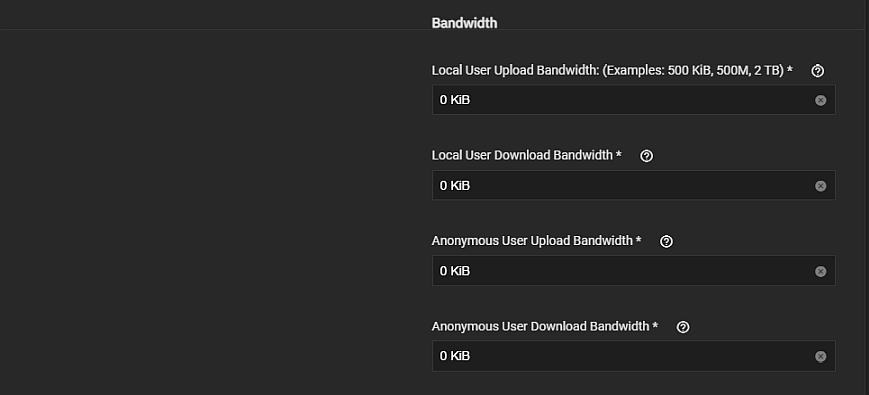 Bandwidth
Local User Upload Bandwidth: (Examples: 500 KiB, 500M, 2 TB) *
0 KiB
Local User Download Bandwidth *
0 KiB
Anonymous User Upload Bandwidth *
0 KiB
Anonymous User Download Bandwidth *
0 KiB